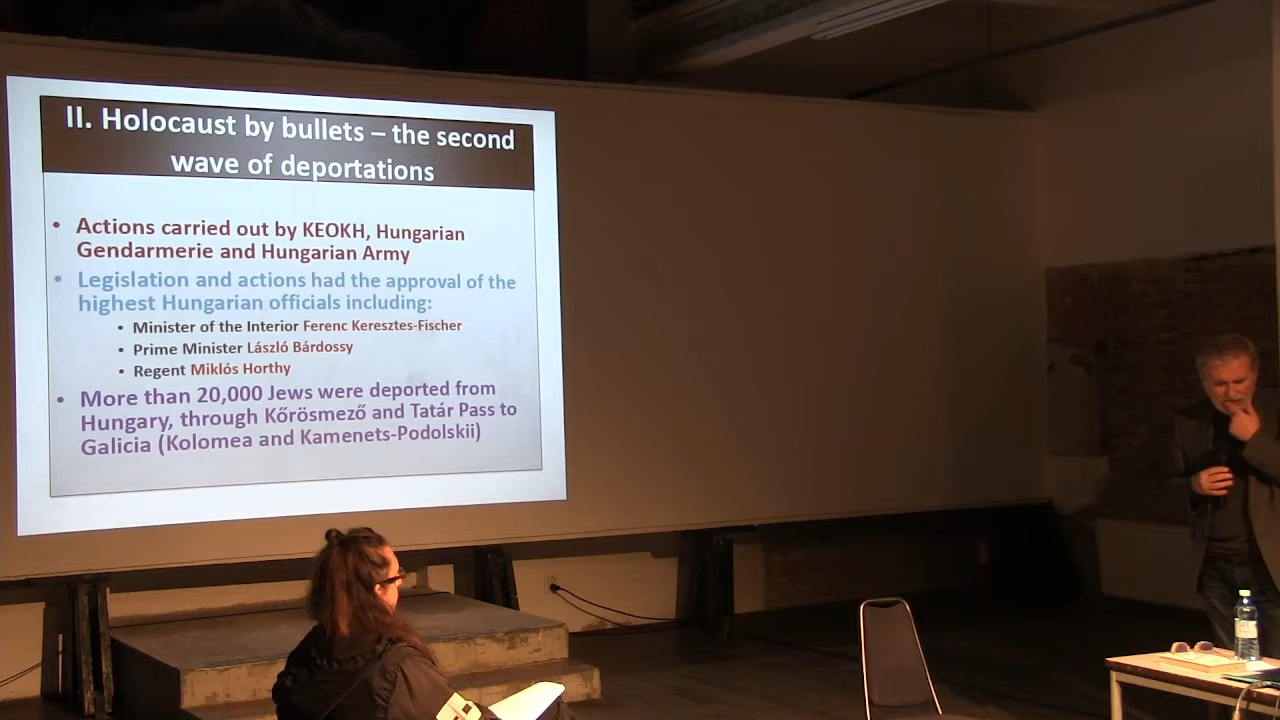 II. Holocaust by bullets – the second
wave of deportations
• Actions carried out by KEOKH, Hungarian
Gendarmerie and Hungarian Army
• Legislation and actions had the approval of the
highest Hungarian officials including:
• Minister of the Interior Ferenc Keresztes-Fischer
• Prime Minister László Bárdossy
• Regent Miklós Horthy
• More than 20,000 Jews were deported from
Hungary, through Kőrösmező and Tatár Pass to
Galicia (Kolomea and Kamenets-Podolskii)